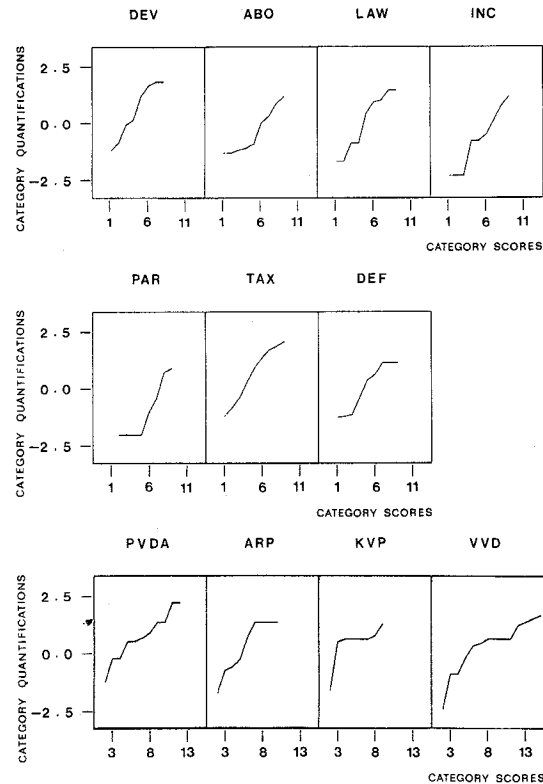 DEV ABO LAW INC
CATEGORY QUANTIFICATIONS
2.5
0.0
-2.5
1 6 11 1 6 11 1 6 11 1 6 11
CATEGORY SCORES
PAR TAX DEF
CATEGORY QUANTIFICATIONS
2.5
0.0
-2.5
1 6 11 1 6 11 1 6 11
CATEGORY SCORES
PVDA ARP KVP VVD
CATEGORY QUANTIFICATIONS
2.5
0.0
-2.5
3 8 13 3 8 13 3 8 13 3 8 13
CATEGORY SCORES